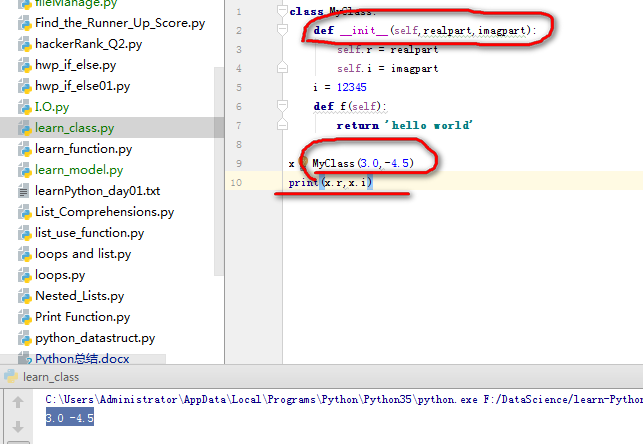 fileManage.py
Find_the_Runner_Up_Score.py
hackerRank_Q2.py
hwp_if_else.py
hwp_if_else01.py
I.O.py
learn_class.py
learn_function.py
learn_model.py
learnPython_day01.txt
List_Comprehensions.py
list_use_function.py
loops and list.py
loops.py
Nested_Lists.py
Print Function.py
python_datastruct.py
Python总结.docx
1 class MyClass:
2 def __init__(self,realpart,imagpart):
3 self.r = realpart
4 self.i = imagpart
5 i = 12345
6 def f(self):
7 return 'hello world'
8
9 x = MyClass(3.0,-4.5)
10 print(x.r,x.i)
learn_class
C:\Users\Administrator\AppData\Local\Programs\Python\Python35\python.exe F:/DataScience/learn-Python
3.0 -4.5